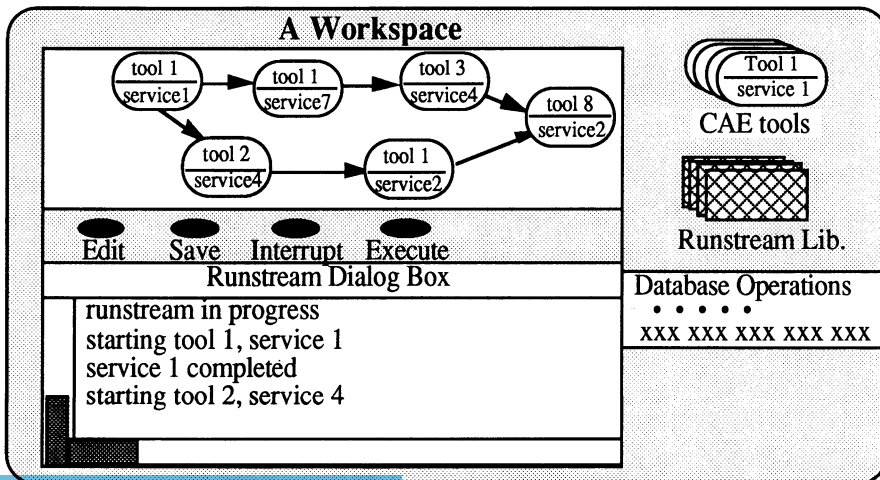 A Workspace
tool 1
service1
tool 1
service7
tool 3
service4
tool 8
service2
tool 2
service4
tool 1
service2
Edit Save Interrupt Execute
Runstream Dialog Box
runstream in progress
starting tool 1, service 1
service 1 completed
starting tool 2, service 4
Tool 1
service 1
CAE tools
Runstream Lib.
Database Operations
• • • • •
xxx xxx xxx xxx xxx